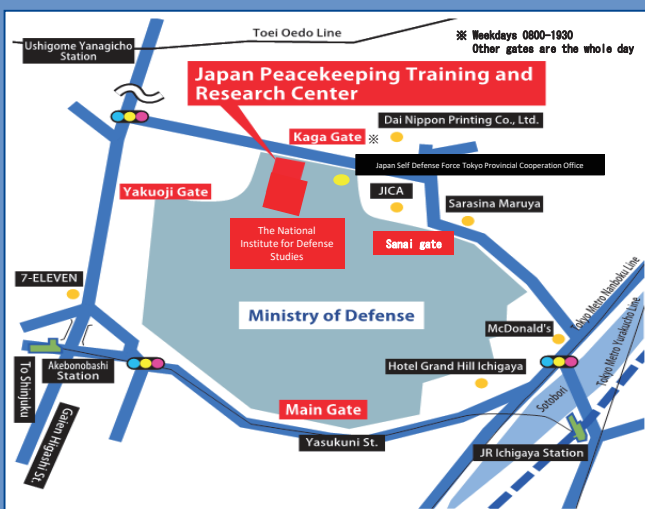 Toei Oedo Line
※ Weekdays 0800-1930
Other gates are the whole day
Ushigome Yanagicho
Station
Japan Peacekeeping Training and
Research Center
Dai Nippon Printing Co., Ltd.
Kaga Gate ※
Japan Self Defense Force Tokyo Provincial Cooperation Office
Yakuoji Gate
JICA
Sarasina Maruya
The National
Institute for Defense
Studies
Sanai gate
7-ELEVEN
Ministry of Defense
Tokyo Metro Nanboku Line
McDonald's
Tokyo Metro Yurakucho Line
Hotel Grand Hill Ichigaya
Akebonobashi
Station
To Shinjuku
Sotobori
Main Gate
Gaien Higashi St.
Yasukuni St.
JR Ichigaya Station